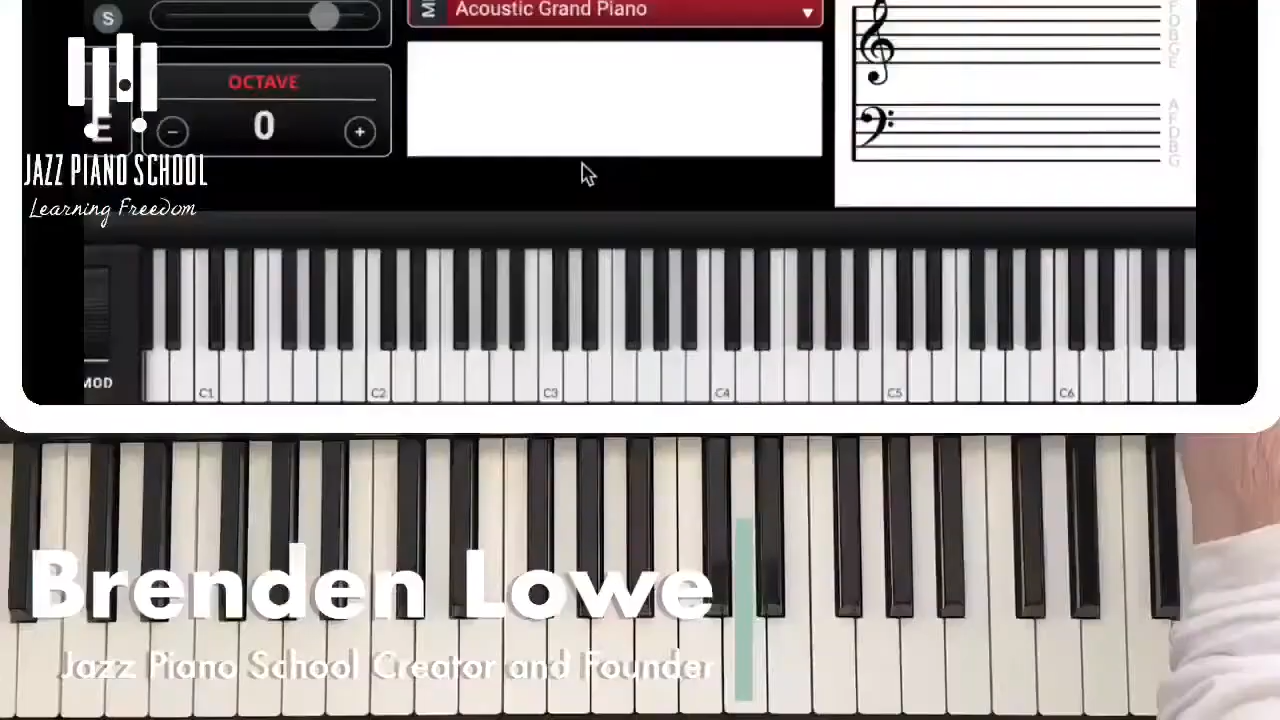 S
M
Acoustic Grand Piano
OCTAVE
E
0
JAZZ PIANO SCHOOL
Learning Freedom
F
D
B
G
E
A
F
D
B
G
MOD
C1
C2
C3
C4
C5
C6
Brenden Lowe
Jazz Piano School Creator and Founder